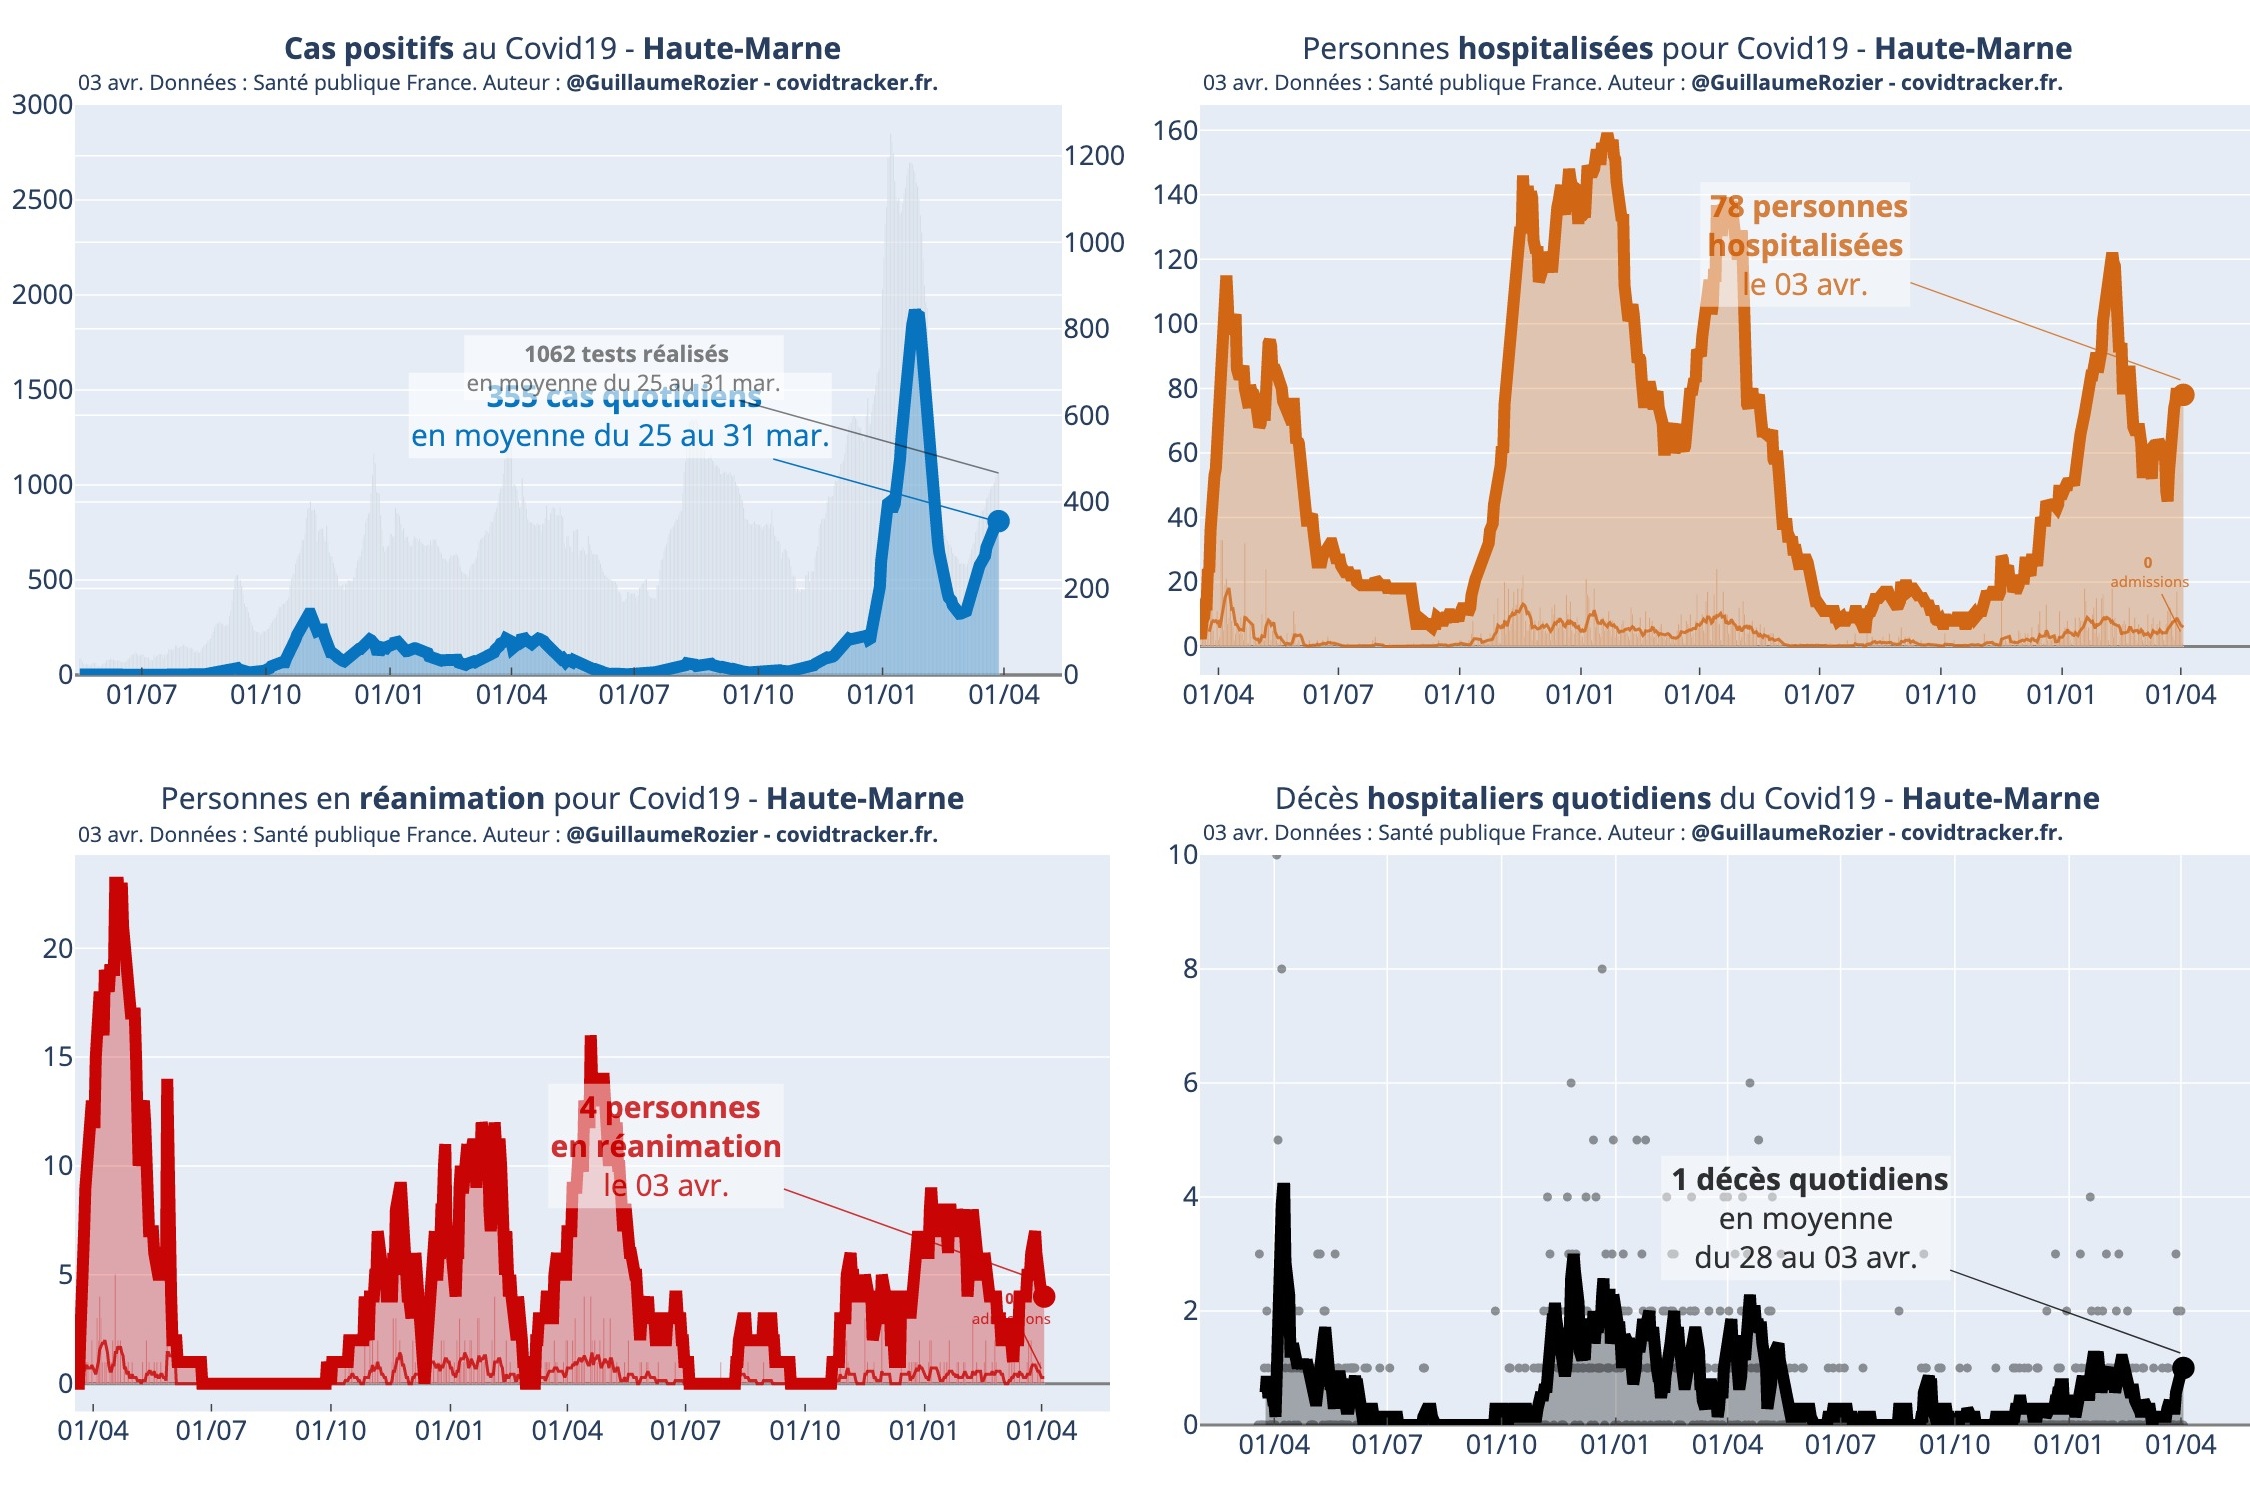 Cas positifs au Covid19 - Haute-Marne
03 avr. Données : Santé publique France. Auteur : @GuillaumeRozier - covidtracker.fr.
3000
2500
2000
1500
1000
500
0
1200
1000
800
600
400
200
0
1062 tests réalisés
en moyenne du 25 au 31 mar.
355 cas quotidiens
en moyenne du 25 au 31 mar.
01/07 01/10 01/01 01/04 01/07 01/10 01/01 01/04
Personnes hospitalisées pour Covid19 - Haute-Marne
03 avr. Données : Santé publique France. Auteur : @GuillaumeRozier - covidtracker.fr.
160
140
120
100
80
60
40
20
0
78 personnes
hospitalisées
le 03 avr.
0
admissions
01/04 01/07 01/10 01/01 01/04 01/07 01/10 01/01 01/04
Personnes en réanimation pour Covid19 - Haute-Marne
03 avr. Données : Santé publique France. Auteur : @GuillaumeRozier - covidtracker.fr.
20
15
10
5
0
4 personnes
en réanimation
le 03 avr.
0
admissions
01/04 01/07 01/10 01/01 01/04 01/07 01/10 01/01 01/04
Décès hospitaliers quotidiens du Covid19 - Haute-Marne
03 avr. Données : Santé publique France. Auteur : @GuillaumeRozier - covidtracker.fr.
10
8
6
4
2
0
1 décès quotidiens
en moyenne
du 28 au 03 avr.
01/04 01/07 01/10 01/01 01/04 01/07 01/10 01/01 01/04